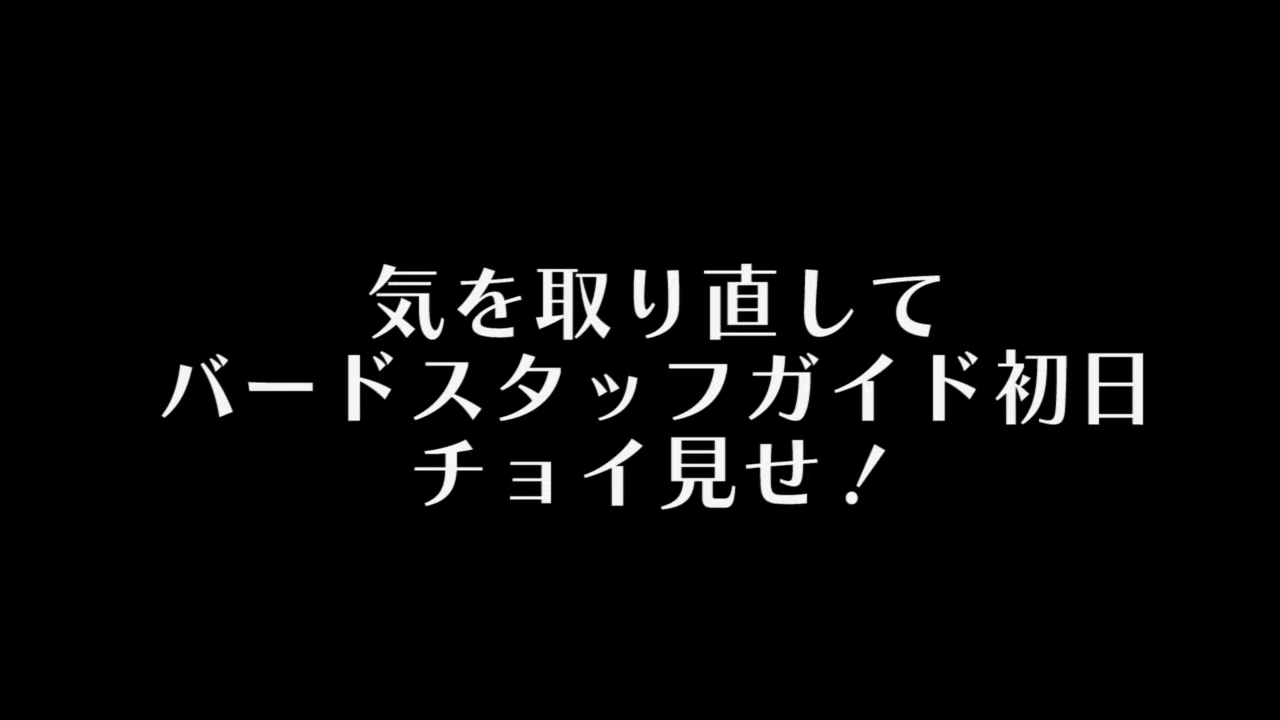 気を取り直して
バードスタッフガイド初日
チョイ見せ！